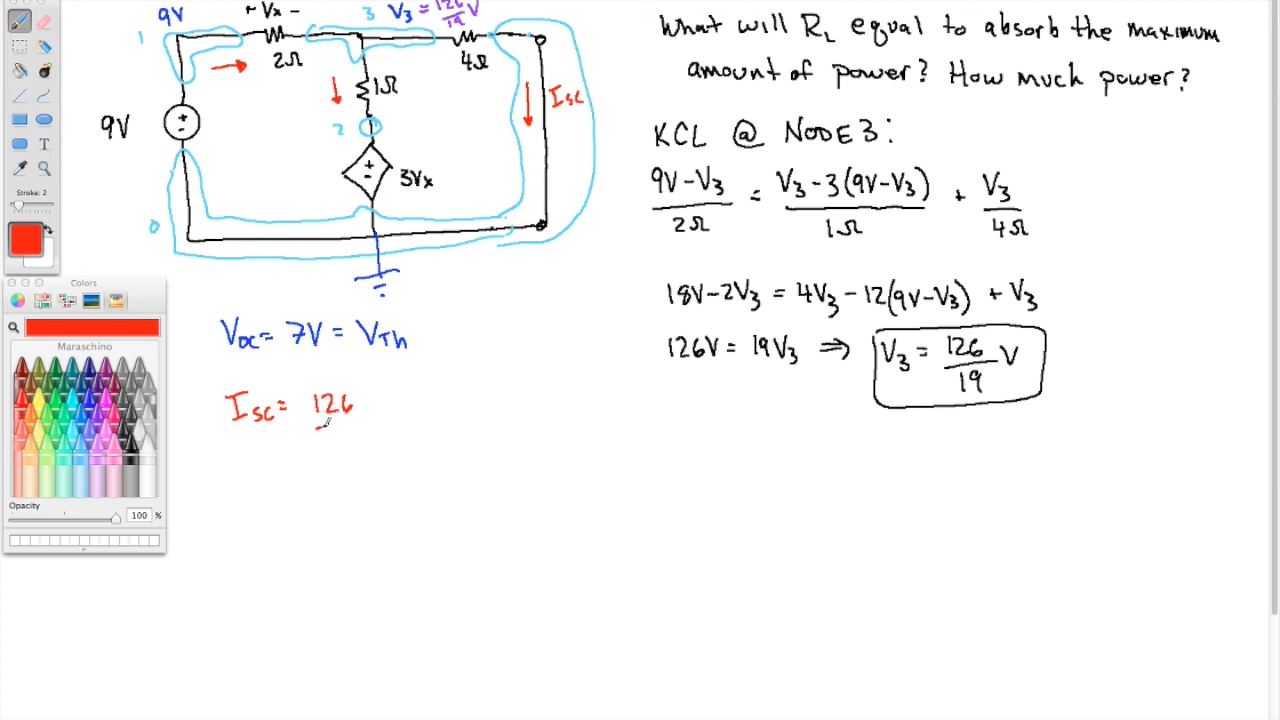 9V
+ Vx -
3 V3 = 126/19 V
1
2Ω
4Ω
1Ω
ISC
2
9V
+
-
+
-
3Vx
0
VOC = 7V = VTh
ISC = 126
What will RL equal to absorb the maximum
amount of power? How much power?
KCL @ NODE 3:
9V-V3/2Ω = V3-3(9V-V3)/1Ω + V3/4Ω
18V-2V3 = 4V3-12(9V-V3) + V3
126V = 19V3 ⇒ V3 = 126/19 V
Stroke: 2
Colors
Maraschino
Opacity
100 %
T